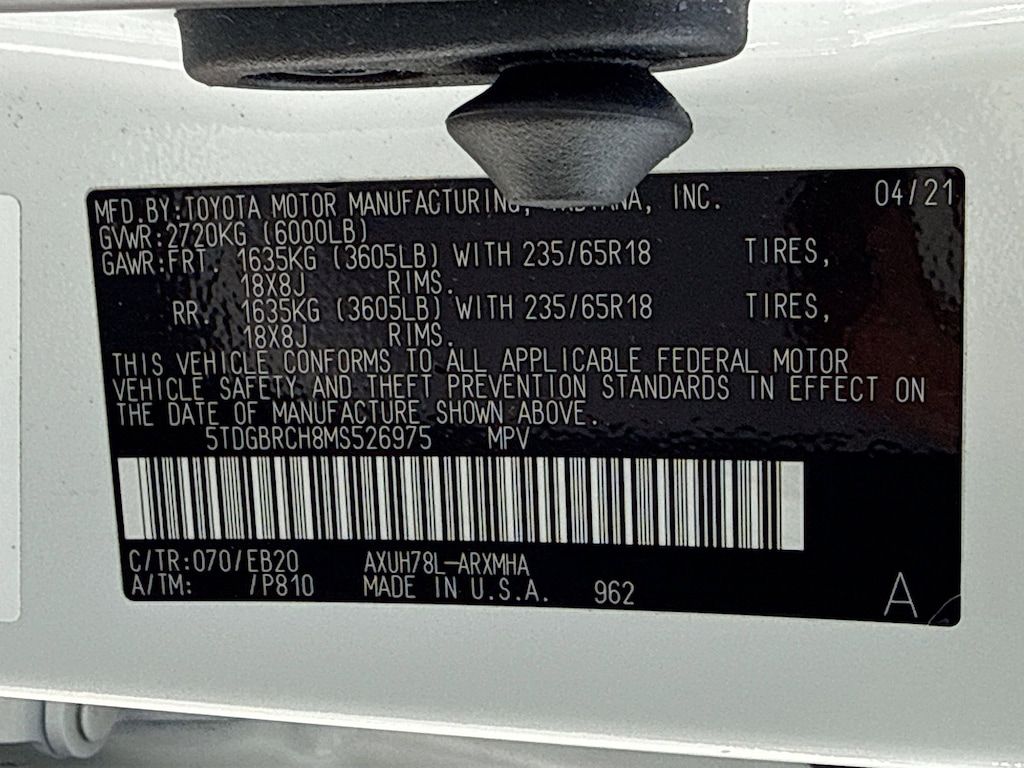 MFD.BY:TOYOTA MOTOR MANUFACTURING, INC. 04/21
GVWR:2720KG (6000LB)
GAWR:FRT. 1635KG (3605LB) WITH 235/65R18 TIRES,
18X8J RIMS.
RR. 1635KG (3605LB) WITH 235/65R18 TIRES,
18X8J RIMS.
THIS VEHICLE CONFORMS TO ALL APPLICABLE FEDERAL MOTOR
VEHICLE SAFETY AND THEFT PREVENTION STANDARDS IN EFFECT ON
THE DATE OF MANUFACTURE SHOWN ABOVE.
5TDGBRCH8MS526975 MPV
C/TR:070/EB20 AXUH78L-ARXMHA
A/TM: /P810 MADE IN U.S.A. 962 A